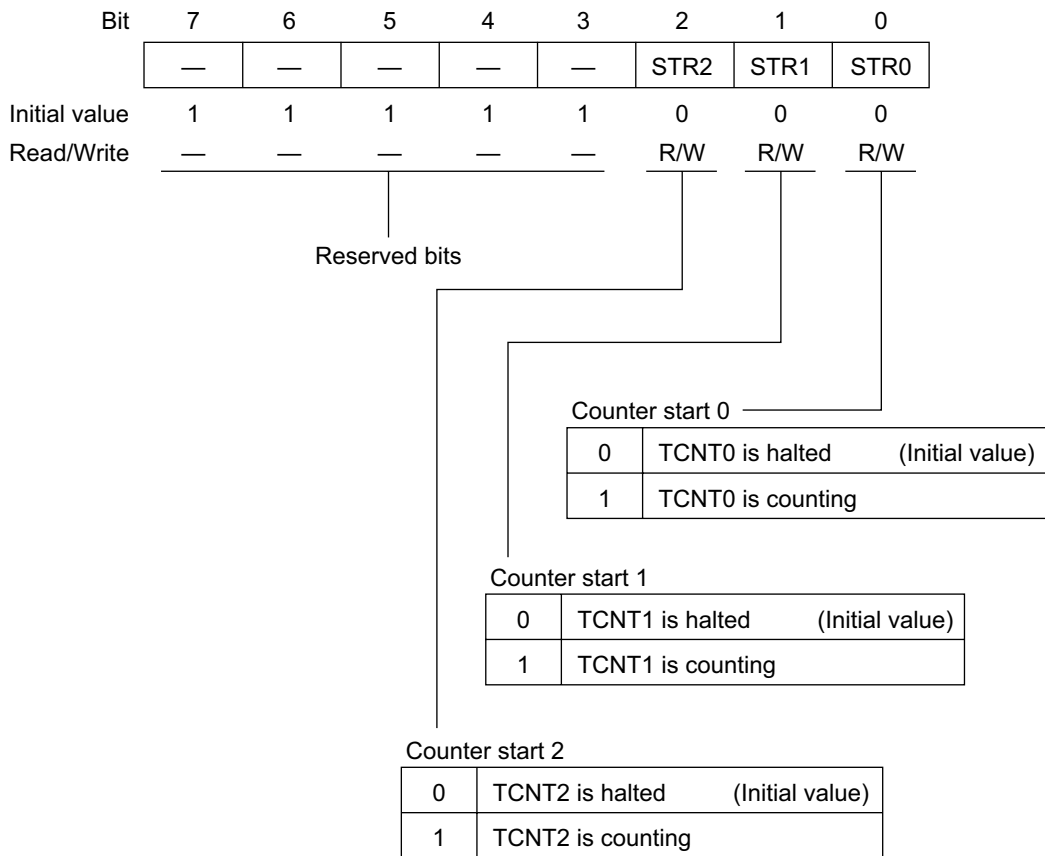 Bit 7 6 5 4 3 2 1 0
— — — — — STR2 STR1 STR0
Initial value 1 1 1 1 1 0 0 0
Read/Write — — — — — R/W R/W R/W
Reserved bits
Counter start 0
0 TCNT0 is halted (Initial value)
1 TCNT0 is counting
Counter start 1
0 TCNT1 is halted (Initial value)
1 TCNT1 is counting
Counter start 2
0 TCNT2 is halted (Initial value)
1 TCNT2 is counting